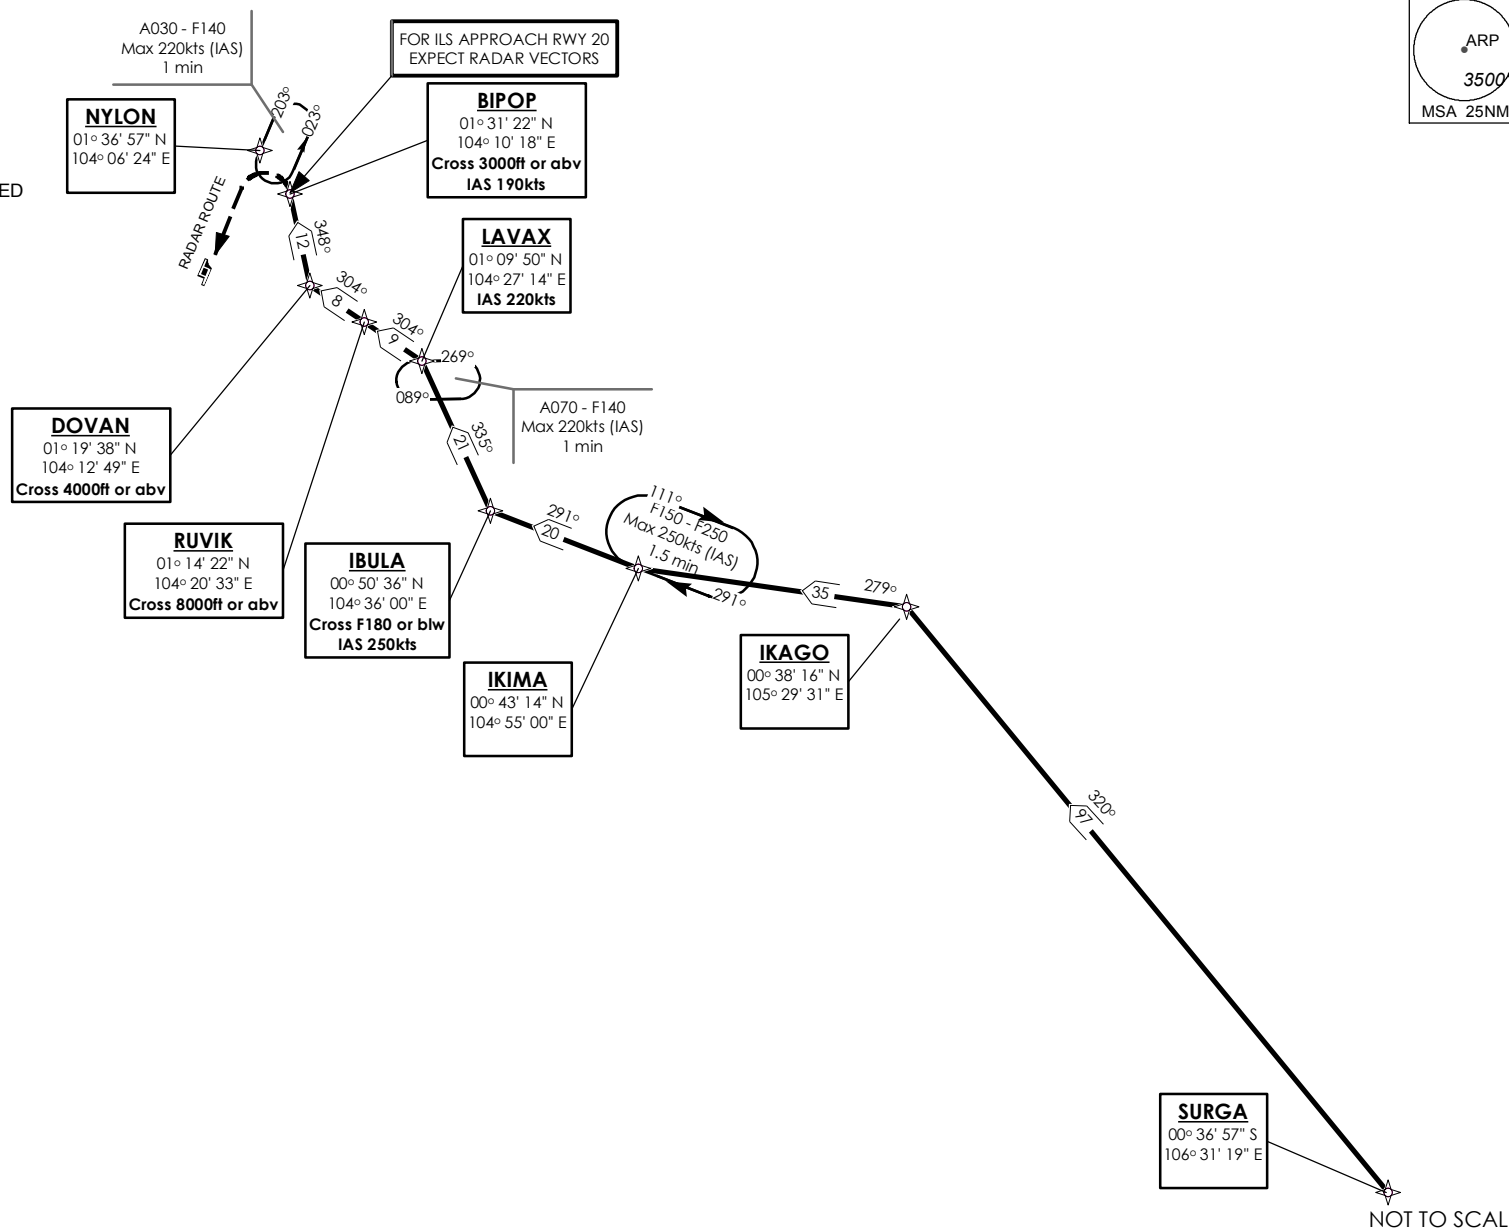 A030 - F140
Max 220kts (IAS)
1 min
FOR ILS APPROACH RWY 20
EXPECT RADAR VECTORS
ARP
3500'
MSA 25NM
NYLON
01° 36' 57" N
104° 06' 24" E
203°
023°
BIPOP
01° 31' 22" N
104° 10' 18" E
Cross 3000ft or abv
IAS 190kts
ED
RADAR ROUTE
12
348°
LAVAX
01° 09' 50" N
104° 27' 14" E
IAS 220kts
304°
8
304°
9
269°
089°
A070 - F140
Max 220kts (IAS)
1 min
DOVAN
01° 19' 38" N
104° 12' 49" E
Cross 4000ft or abv
21
335°
111°
F150 - F250
Max 250kts (IAS)
1.5 min
291°
291°
20
RUVIK
01° 14' 22" N
104° 20' 33" E
Cross 8000ft or abv
IBULA
00° 50' 36" N
104° 36' 00" E
Cross F180 or blw
IAS 250kts
35
279°
IKIMA
00° 43' 14" N
104° 55' 00" E
IKAGO
00° 38' 16" N
105° 29' 31" E
320°
97
SURGA
00° 36' 57" S
106° 31' 19" E
NOT TO SCAL